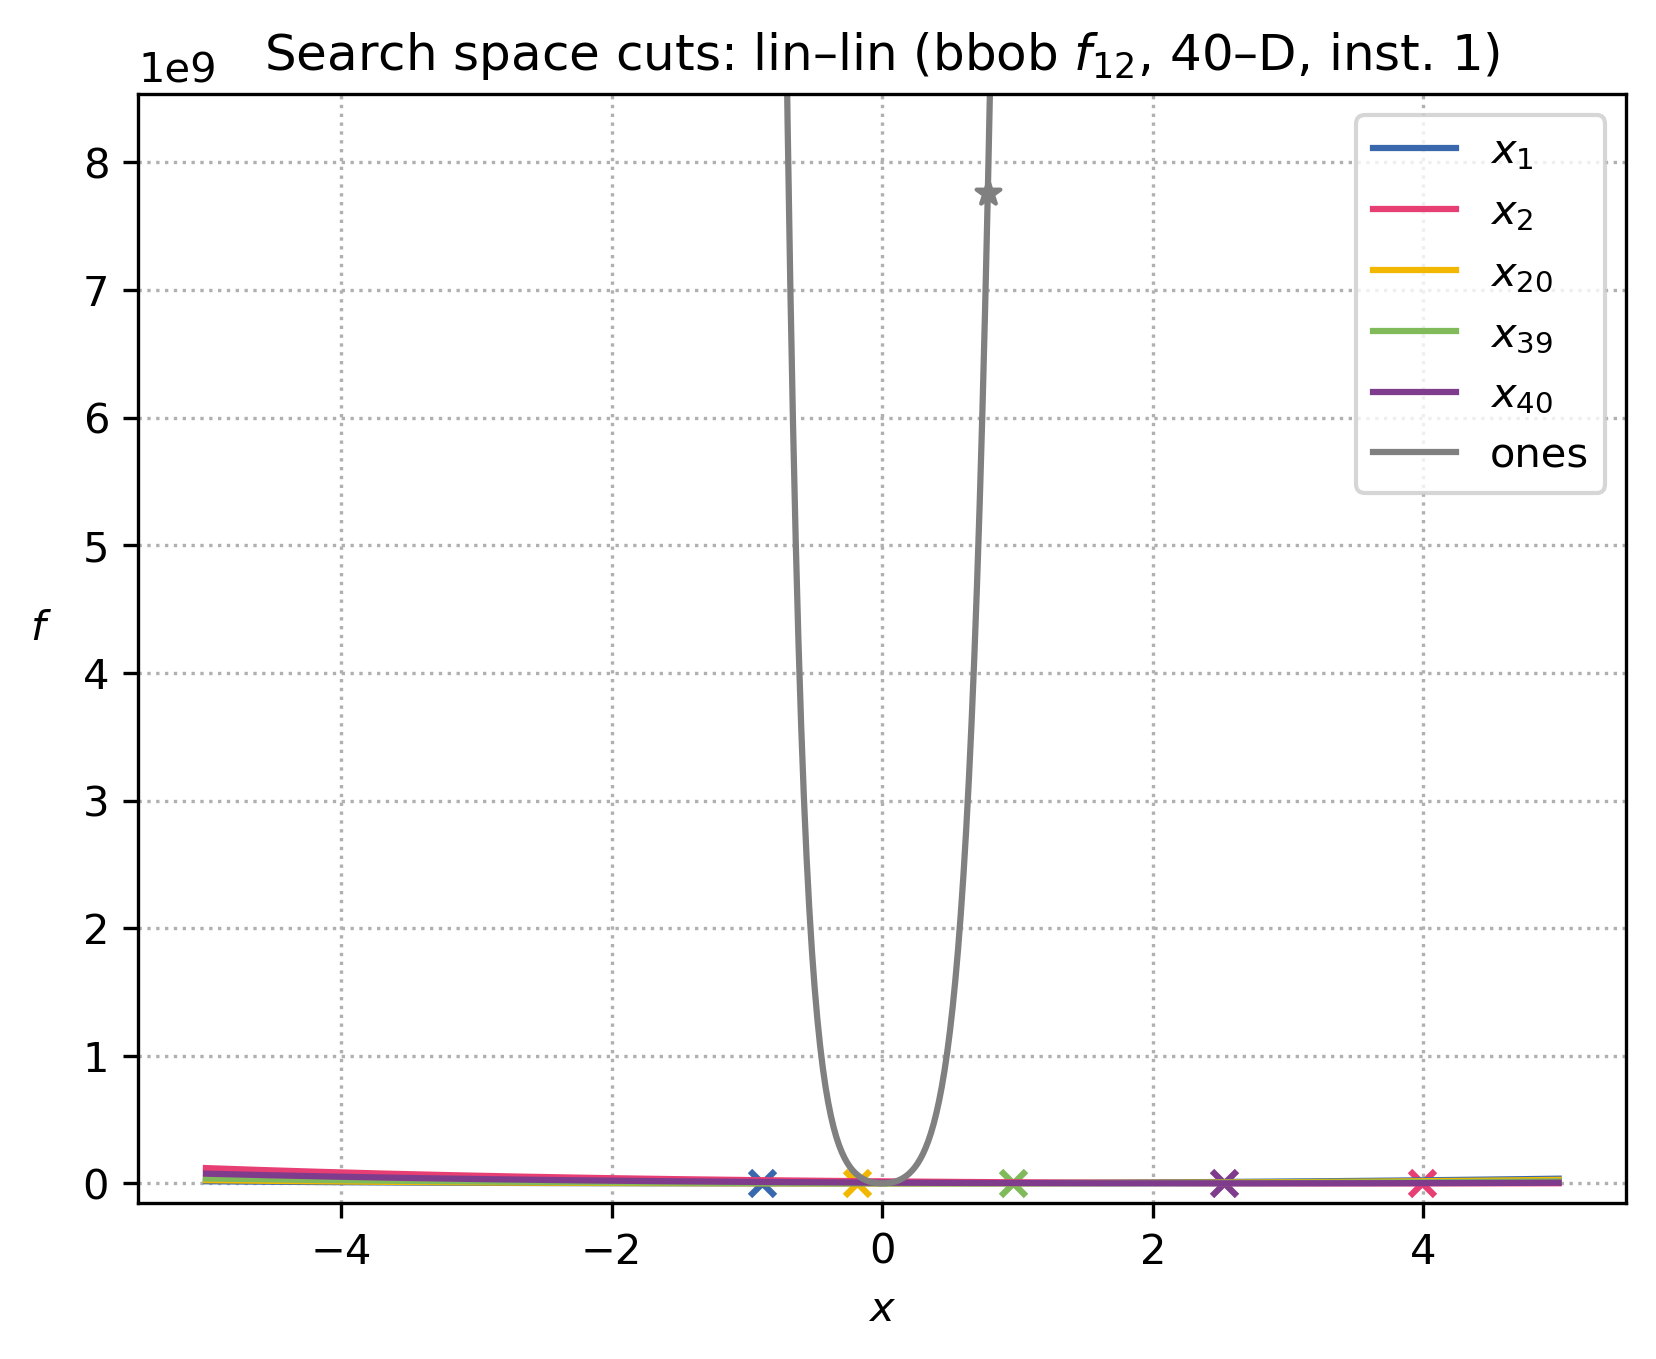 Search space cuts: lin–lin (bbob f12, 40–D, inst. 1)
1e9
8
7
6
5
4
3
2
1
0
f
−4
−2
0
2
4
x
x1
x2
x20
x39
x40
ones